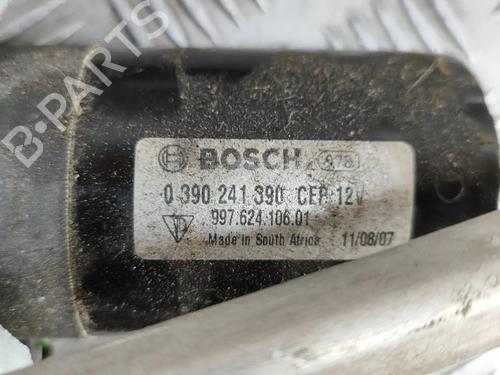 B-PARTS
BOSCH 878
0 390 241 390 CEP 12V
997.624.106.01
Made in South Africa 11/08/07